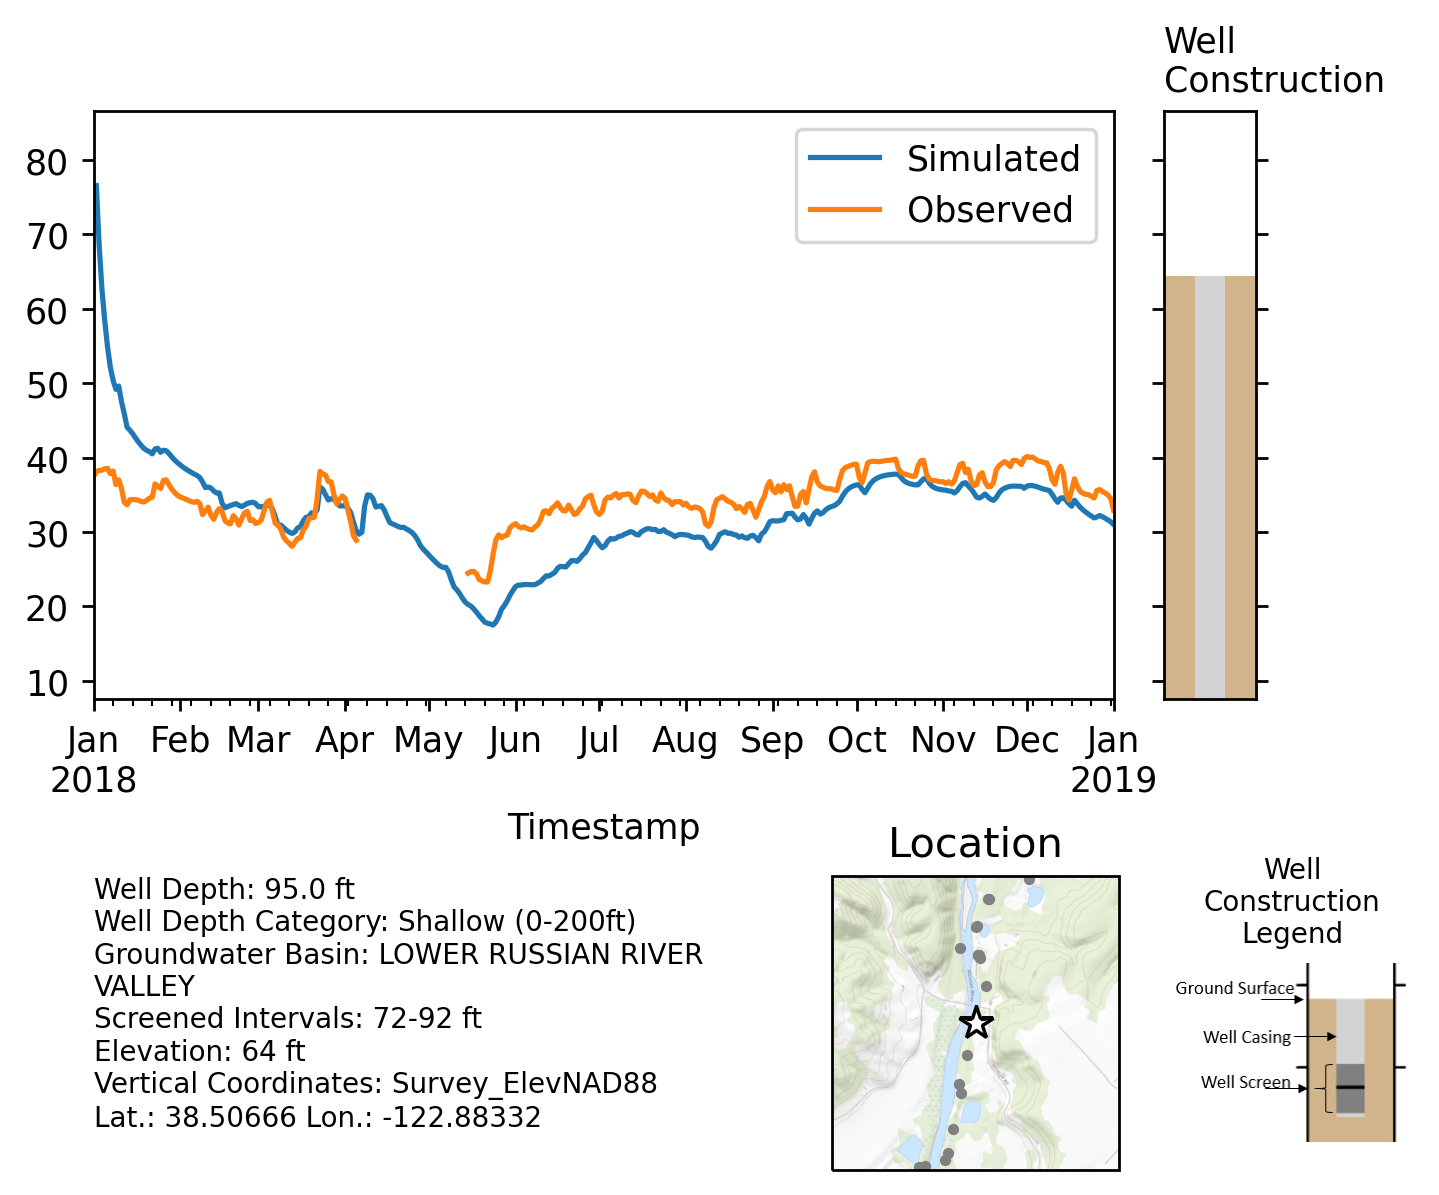 Well
Construction
Simulated
Observed
80
70
60
50
40
30
20
10
Jan Feb Mar Apr May Jun Jul Aug Sep Oct Nov Dec Jan
2018 2019
Timestamp
Well Depth: 95.0 ft
Well Depth Category: Shallow (0-200ft)
Groundwater Basin: LOWER RUSSIAN RIVER
VALLEY
Screened Intervals: 72-92 ft
Elevation: 64 ft
Vertical Coordinates: Survey_ElevNAD88
Lat.: 38.50666 Lon.: -122.88332
Location
Well
Construction
Legend
Ground Surface
Well Casing
Well Screen